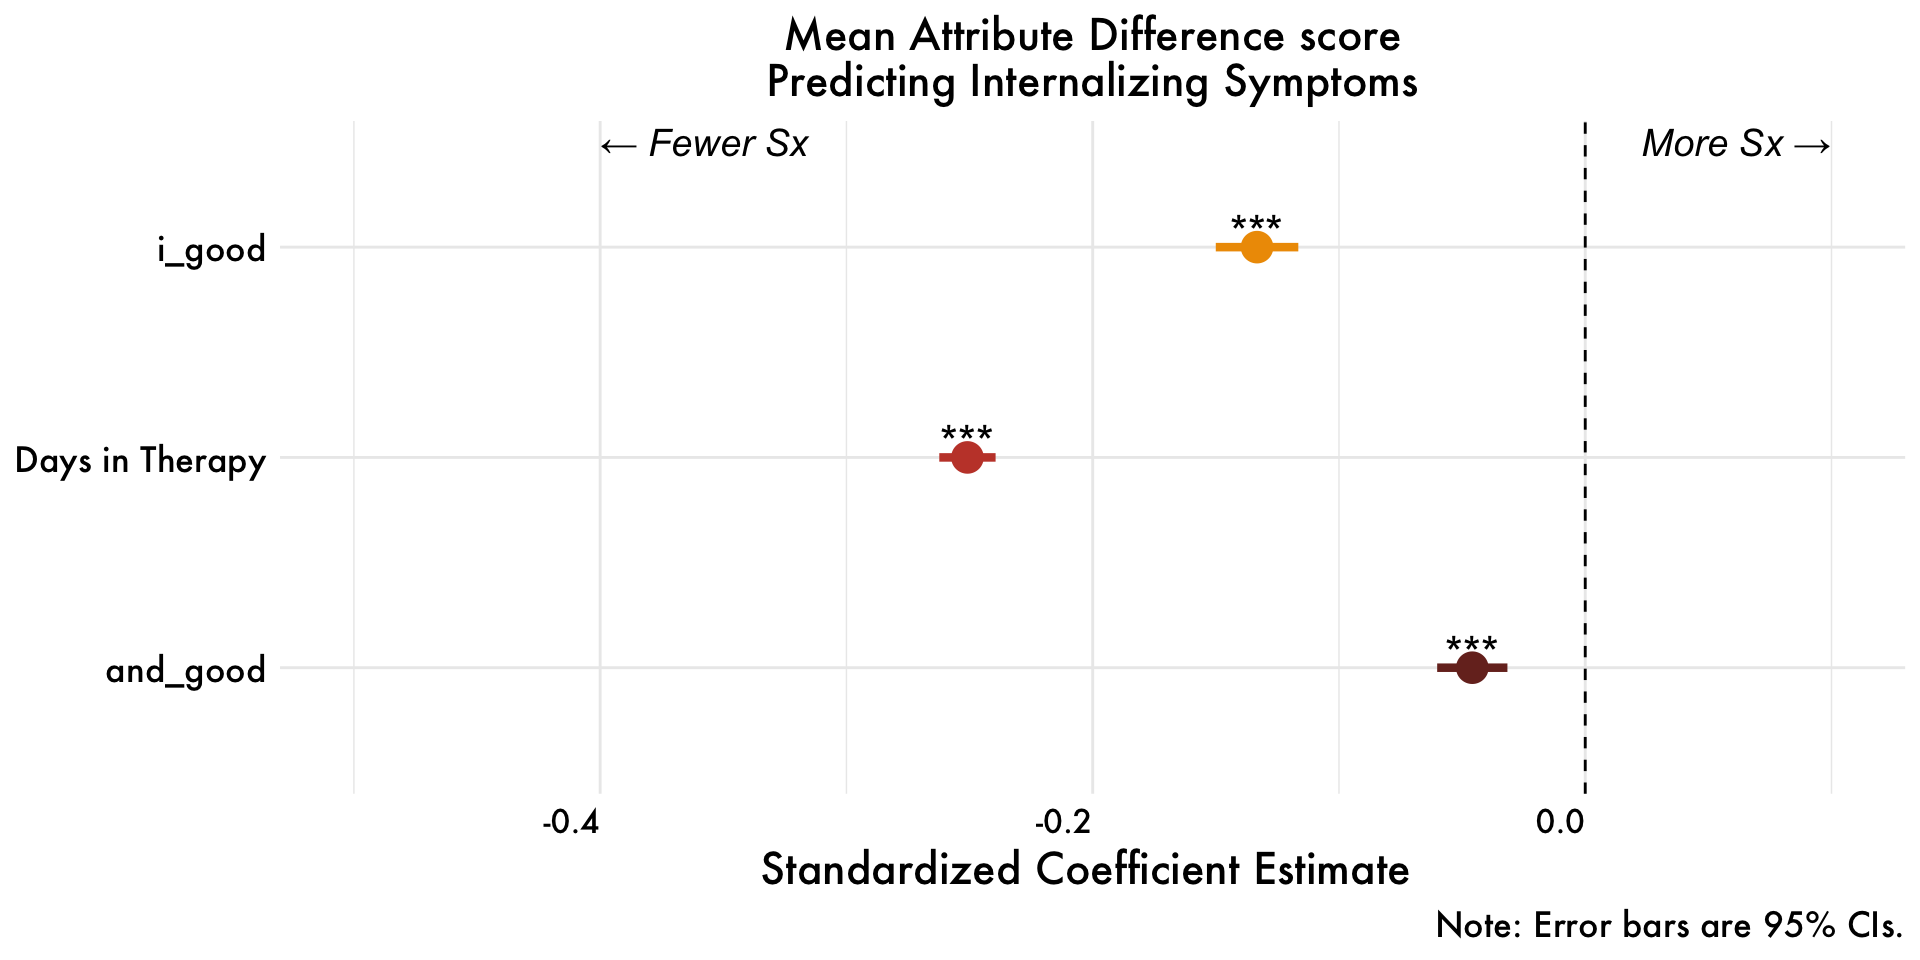 Mean Attribute Difference score
Predicting Internalizing Symptoms
← Fewer Sx
More Sx →
***
i_good
***
Days in Therapy
***
and_good
-0.4
-0.2
0.0
Standardized Coefficient Estimate
Note: Error bars are 95% CIs.